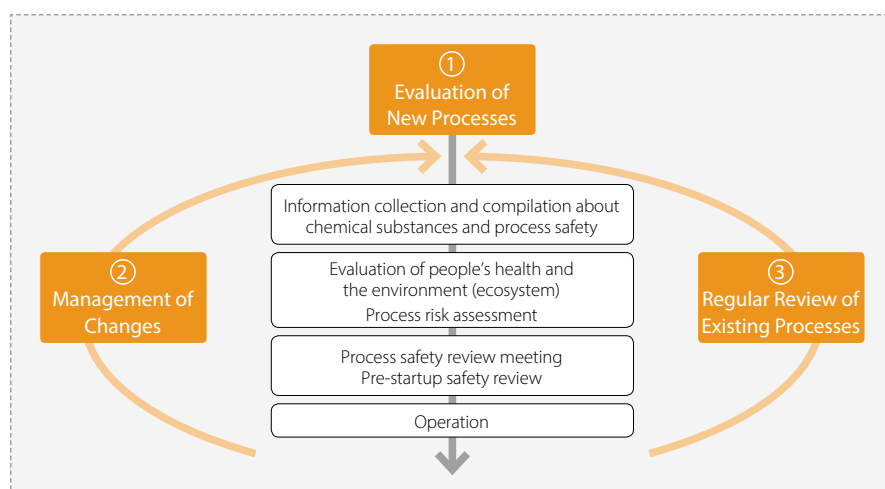 ①
Evaluation of
New Processes
Information collection and compilation about
chemical substances and process safety
②
Management of
Changes
Evaluation of people’s health and
the environment (ecosystem)
Process risk assessment
③
Regular Review of
Existing Processes
Process safety review meeting
Pre-startup safety review
Operation